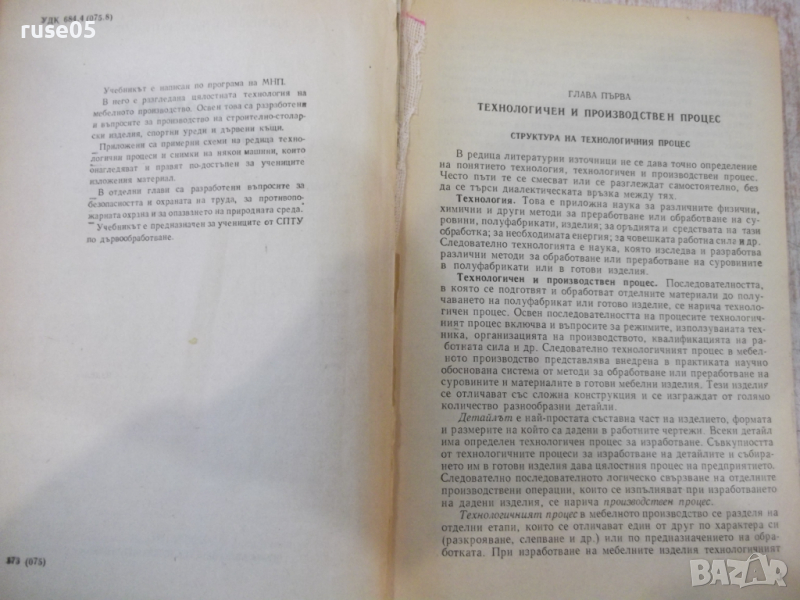 ruse05
УДК 684.4 (075.8)
Учебникът е написан по програма на МНП.
В него е разгледана цялостната технология на
мебелното производство. Освен това са разработени
и въпросите за производство на строително-столар-
ски изделия, спортни уреди и дървени къщи.
Приложени са примерни схеми на редица техно-
логични процеси и снимки на някои машини, които
онагледяват и правят по-достъпен за учениците
изложения материал.
В отделни глави са разработени въпросите за
безопасността и охраната на труда, за противопо-
жарната охрана и за опазването на природната среда.
Учебникът е предназначен за учениците от СПТУ
по дървообработване.
373 (075)
ГЛАВА ПЪРВА
ТЕХНОЛОГИЧЕН И ПРОИЗВОДСТВЕН ПРОЦЕС
СТРУКТУРА НА ТЕХНОЛОГИЧНИЯ ПРОЦЕС
В редица литературни източници не се дава точно определение
на понятието технология, технологичен и производствен процес.
Често пъти те се смесват или се разглеждат самостоятелно, без
да се търси диалектическата връзка между тях.
Технология. Това е приложна наука за различните физични,
химични и други методи за преработване или обработване на су-
ровини, полуфабрикати, изделия; за оръдията и средствата на тази
обработка; за необходимата енергия; за човешката работна сила и др.
Следователно технологията е наука, която изследва и разработва
различни методи за обработване или преработване на суровините
в полуфабрикати или в готови изделия.
Технологичен и производствен процес. Последователността,
в която се подготвят и обработват отделните материали до полу-
чаването на полуфабрикат или готово изделие, се нарича техноло-
гичен процес. Освен последователността на процесите технологич-
ният процес включва и въпросите за режимите, използуваната тех-
ника, организацията на производството, квалификацията на ра-
ботната сила и др. Следователно технологичният процес в мебел-
ното производство представлява внедрена в практиката научно
обоснована система от методи за обработване или преработване на
суровините и материалите в готови мебелни изделия. Тези изделия
се отличават със сложна конструкция и се изграждат от голямо
количество разнообразни детайли.
Детайлът е най-простата съставна част на изделието, формата
и размерите на който са дадени в работните чертежи. Всеки детайл
има определен технологичен процес за изработване. Съвкупността
от технологичните процеси за изработване на детайлите и събира-
нето им в готови изделия дава цялостния процес на предприятието.
Следователно последователното логическо свързване на отделните
производствени операции, които се изпълняват при изработването
на дадени изделия, се нарича производствен процес.
Технологичният процес в мебелното производство се разделя на
отделни етапи, които се отличават един от друг по характера си
(разкрояване, слепване и др.) или по предназначението на обра-
ботката. При изработване на мебелните изделия технологичният
bazar.bg